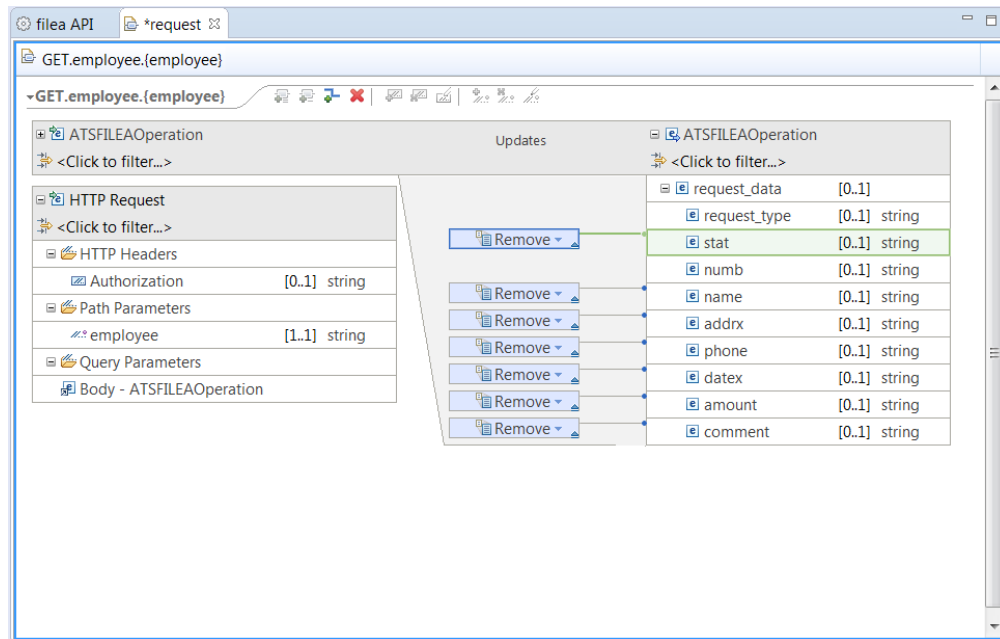 filea API *request
GET.employee.{employee}
GET.employee.{employee}
ATSFILEAOperation
<Click to filter...>
Updates
ATSFILEAOperation
<Click to filter...>
HTTP Request
<Click to filter...>
HTTP Headers
Authorization [0..1] string
Path Parameters
employee [1..1] string
Query Parameters
Body - ATSFILEAOperation
Remove
Remove
Remove
Remove
Remove
Remove
Remove
request_data [0..1]
request_type [0..1] string
stat [0..1] string
numb [0..1] string
name [0..1] string
addrx [0..1] string
phone [0..1] string
datex [0..1] string
amount [0..1] string
comment [0..1] string